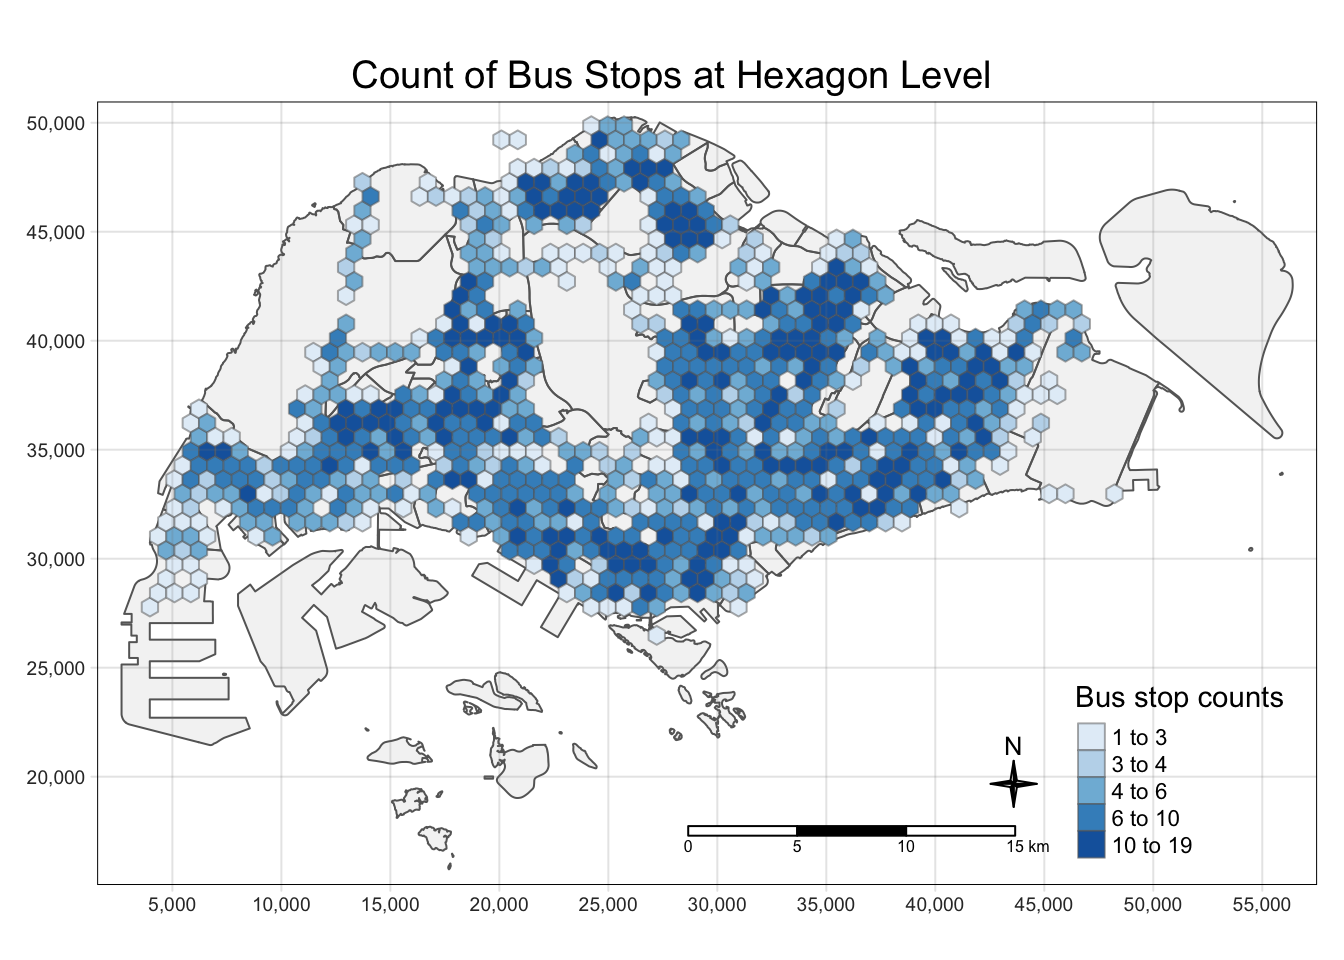 Count of Bus Stops at Hexagon Level
50,000
45,000
40,000
35,000
30,000
25,000
20,000
Bus stop counts
1 to 3
3 to 4
4 to 6
6 to 10
10 to 19
N
0 5 10 15 km
5,000 10,000 15,000 20,000 25,000 30,000 35,000 40,000 45,000 50,000 55,000